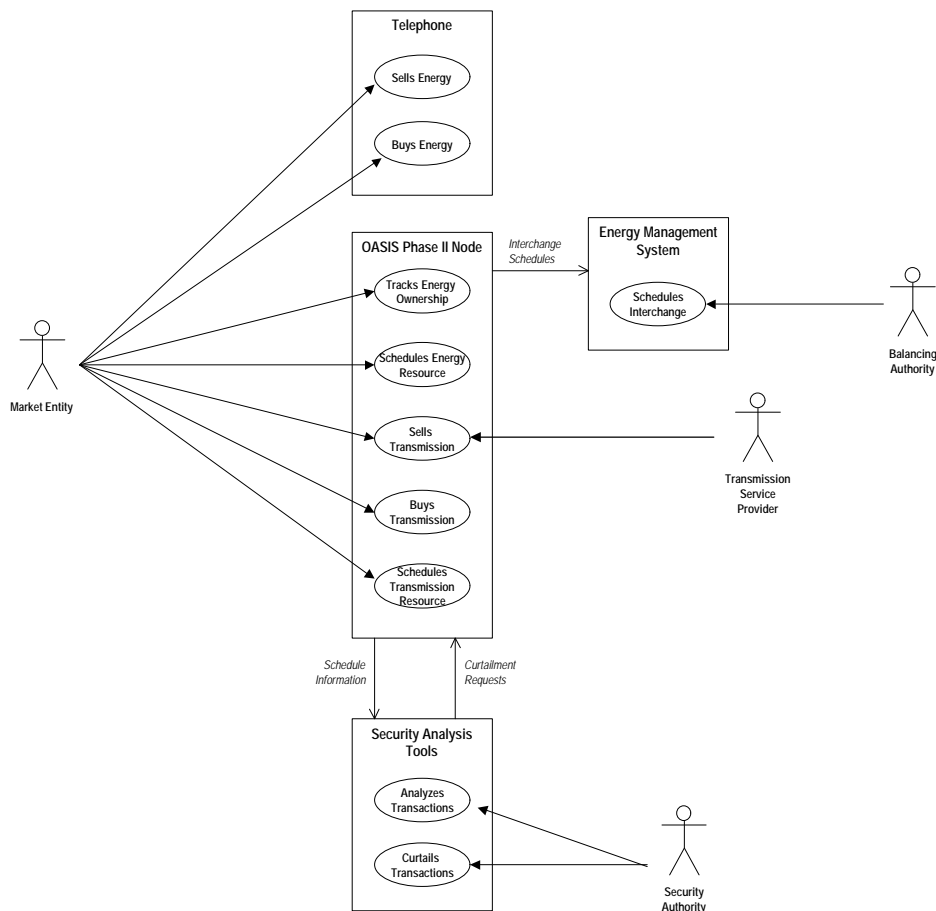 Telephone
Sells Energy
Buys Energy
OASIS Phase II Node
Tracks Energy
Ownership
Schedules Energy
Resource
Sells
Transmission
Buys
Transmission
Schedules
Transmission
Resource
Interchange
Schedules
Energy Management
System
Schedules
Interchange
Balancing
Authority
Market Entity
Transmission
Service
Provider
Schedule
Information
Curtailment
Requests
Security Analysis
Tools
Analyzes
Transactions
Curtails
Transactions
Security
Authority